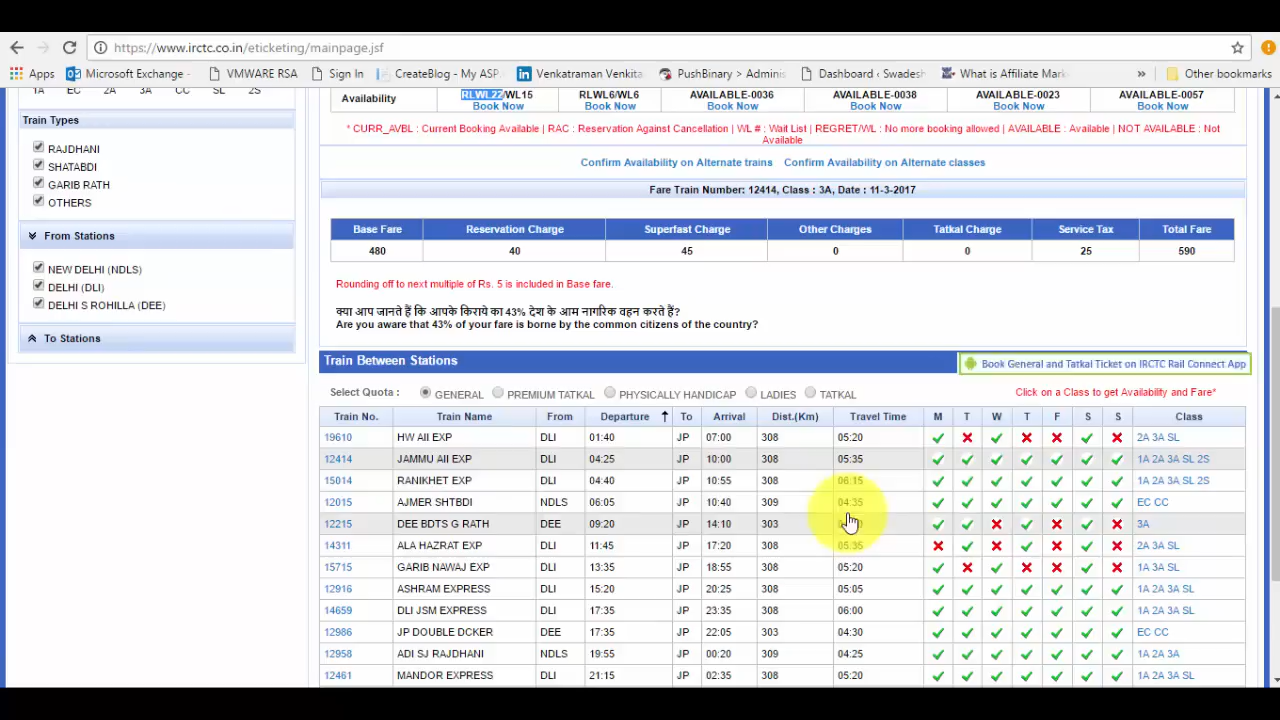 https://www.irctc.co.in/eticketing/mainpage.jsf
Apps Microsoft Exchange - VMWARE RSA Sign In CreateBlog - My ASP. Venkatraman Venkita PushBinary > Adminis Dashboard ‹ Swadesh What is Affiliate Mark » Other bookmarks
1A EC 2A 3A CC SL 2S
Train Types
RAJDHANI
SHATABDI
GARIB RATH
OTHERS
From Stations
NEW DELHI (NDLS)
DELHI (DLI)
DELHI S ROHILLA (DEE)
To Stations
Availability RLWL22/WL15 RLWL6/WL6 AVAILABLE-0036 AVAILABLE-0038 AVAILABLE-0023 AVAILABLE-0057
Book Now Book Now Book Now Book Now Book Now Book Now
* CURR_AVBL : Current Booking Available | RAC : Reservation Against Cancellation | WL # : Wait List | REGRET/WL : No more booking allowed | AVAILABLE : Available | NOT AVAILABLE : Not
Available
Confirm Availability on Alternate trains Confirm Availability on Alternate classes
Fare Train Number: 12414, Class : 3A, Date : 11-3-2017
Base Fare Reservation Charge Superfast Charge Other Charges Tatkal Charge Service Tax Total Fare
480 40 45 0 0 25 590
Rounding off to next multiple of Rs. 5 is included in Base fare.
क्या आप जानते हैं कि आपके किराये का 43% देश के आम नागरिक वहन करते हैं?
Are you aware that 43% of your fare is borne by the common citizens of the country?
Train Between Stations
Book General and Tatkal Ticket on IRCTC Rail Connect App
Select Quota : GENERAL PREMIUM TATKAL PHYSICALLY HANDICAP LADIES TATKAL Click on a Class to get Availability and Fare*
Train No. Train Name From Departure To Arrival Dist.(Km) Travel Time M T W T F S S Class
19610 HW AII EXP DLI 01:40 JP 07:00 308 05:20 2A 3A SL
12414 JAMMU AII EXP DLI 04:25 JP 10:00 308 05:35 1A 2A 3A SL 2S
15014 RANIKHET EXP DLI 04:40 JP 10:55 308 06:15 1A 2A 3A SL 2S
12015 AJMER SHTBDI NDLS 06:05 JP 10:40 309 04:35 EC CC
12215 DEE BDTS G RATH DEE 09:20 JP 14:10 303 3A
14311 ALA HAZRAT EXP DLI 11:45 JP 17:20 308 05:35 2A 3A SL
15715 GARIB NAWAJ EXP DLI 13:35 JP 18:55 308 05:20 1A 3A SL
12916 ASHRAM EXPRESS DLI 15:20 JP 20:25 308 05:05 1A 2A 3A SL
14659 DLI JSM EXPRESS DLI 17:35 JP 23:35 308 06:00 1A 2A 3A SL
12986 JP DOUBLE DCKER DEE 17:35 JP 22:05 303 04:30 EC CC
12958 ADI SJ RAJDHANI NDLS 19:55 JP 00:20 309 04:25 1A 2A 3A
12461 MANDOR EXPRESS DLI 21:15 JP 02:35 308 05:20 1A 2A 3A SL